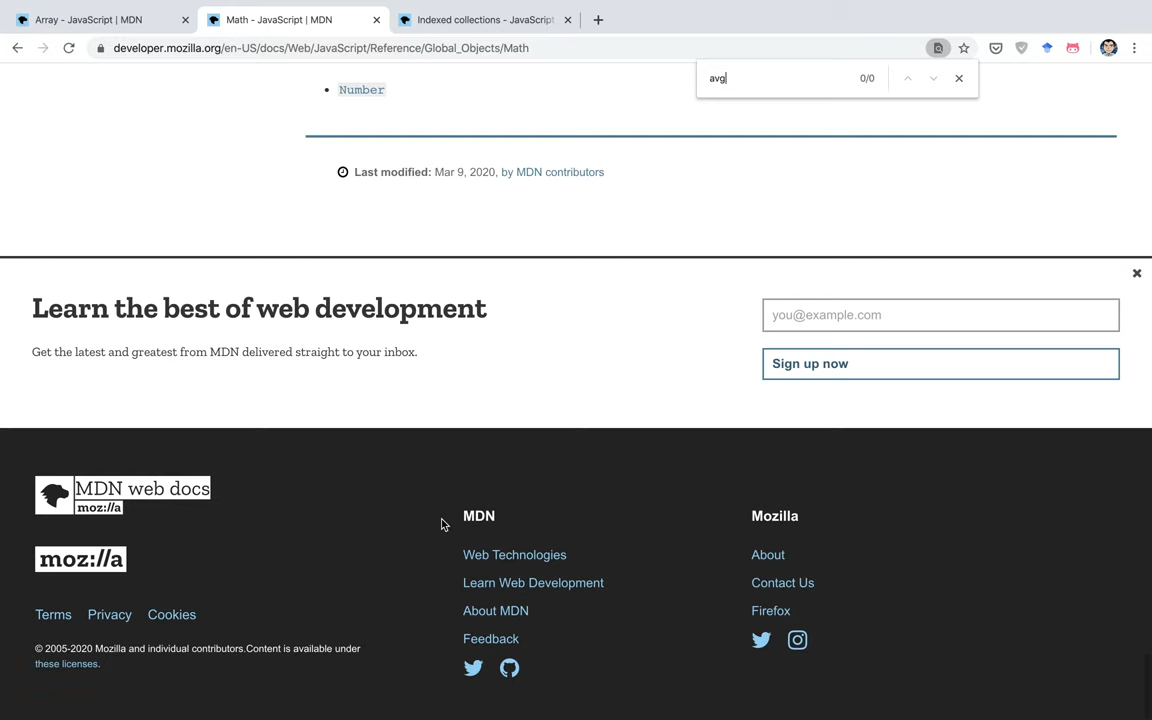 Array - JavaScript | MDN
Math - JavaScript | MDN
Indexed collections - JavaScript
developer.mozilla.org/en-US/docs/Web/JavaScript/Reference/Global_Objects/Math
avg 0/0
Number
Last modified: Mar 9, 2020, by MDN contributors
Learn the best of web development
Get the latest and greatest from MDN delivered straight to your inbox.
you@example.com
Sign up now
MDN web docs
moz://a
moz://a
Terms Privacy Cookies
© 2005-2020 Mozilla and individual contributors.Content is available under
these licenses.
MDN
Web Technologies
Learn Web Development
About MDN
Feedback
Mozilla
About
Contact Us
Firefox